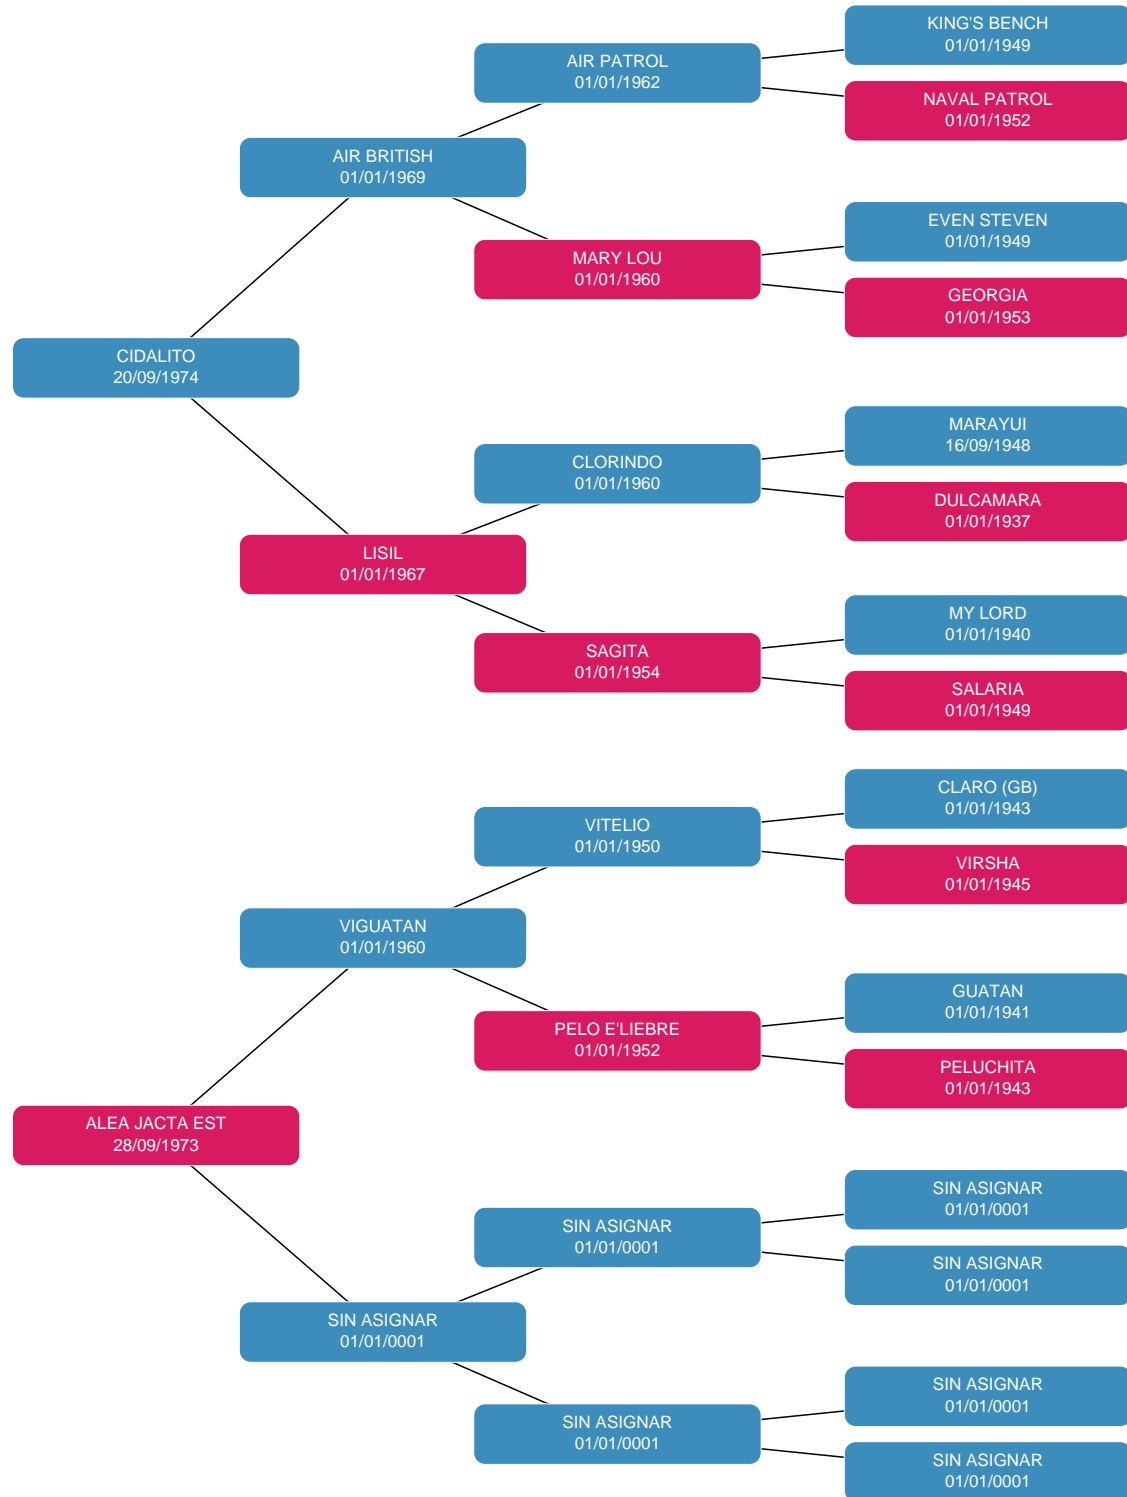 KING'S BENCH
01/01/1949
AIR PATROL
01/01/1962
NAVAL PATROL
01/01/1952
AIR BRITISH
01/01/1969
EVEN STEVEN
01/01/1949
MARY LOU
01/01/1960
GEORGIA
01/01/1953
CIDALITO
20/09/1974
MARAYUI
16/09/1948
CLORINDO
01/01/1960
DULCAMARA
01/01/1937
LISIL
01/01/1967
MY LORD
01/01/1940
SAGITA
01/01/1954
SALARIA
01/01/1949
CLARO (GB)
01/01/1943
VITELIO
01/01/1950
VIRSHA
01/01/1945
VIGUATAN
01/01/1960
GUATAN
01/01/1941
PELO E'LIEBRE
01/01/1952
PELUCHITA
01/01/1943
ALEA JACTA EST
28/09/1973
SIN ASIGNAR
01/01/0001
SIN ASIGNAR
01/01/0001
SIN ASIGNAR
01/01/0001
SIN ASIGNAR
01/01/0001
SIN ASIGNAR
01/01/0001
SIN ASIGNAR
01/01/0001
SIN ASIGNAR
01/01/0001